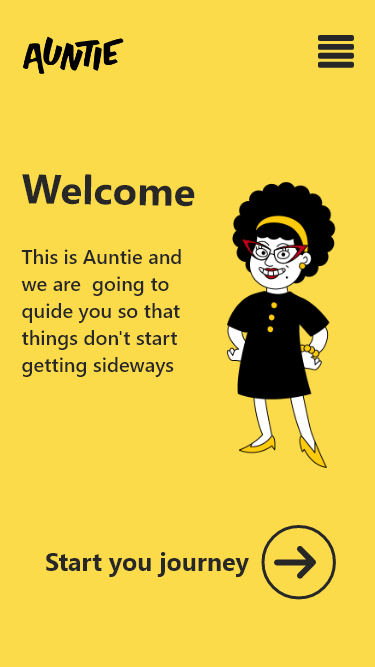 AUNTIE
Welcome
This is Auntie and
we are  going to
quide you so that
things don't start
getting sideways
Start you journey